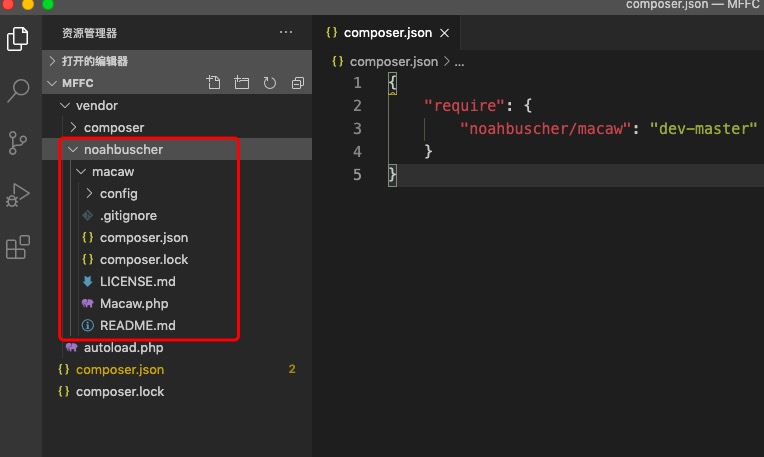 composer.json — MFFC
资源管理器 ...
打开的编辑器
MFFC
vendor
composer
noahbuscher
macaw
config
.gitignore
composer.json
composer.lock
LICENSE.md
Macaw.php
README.md
autoload.php
composer.json 2
composer.lock
{} composer.json ×
{} composer.json > ...
1 {
2 "require": {
3 "noahbuscher/macaw": "dev-master"
4 }
5 }